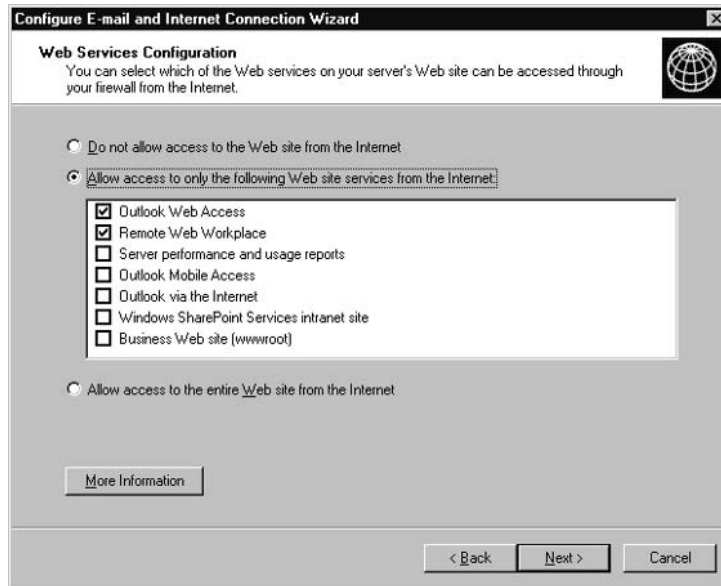 Configure E-mail and Internet Connection Wizard
Web Services Configuration
You can select which of the Web services on your server's Web site can be accessed through
your firewall from the Internet.
Do not allow access to the Web site from the Internet
Allow access to only the following Web site services from the Internet:
Outlook Web Access
Remote Web Workplace
Server performance and usage reports
Outlook Mobile Access
Outlook via the Internet
Windows SharePoint Services intranet site
Business Web site (wwwroot)
Allow access to the entire Web site from the Internet
More Information
< Back
Next >
Cancel